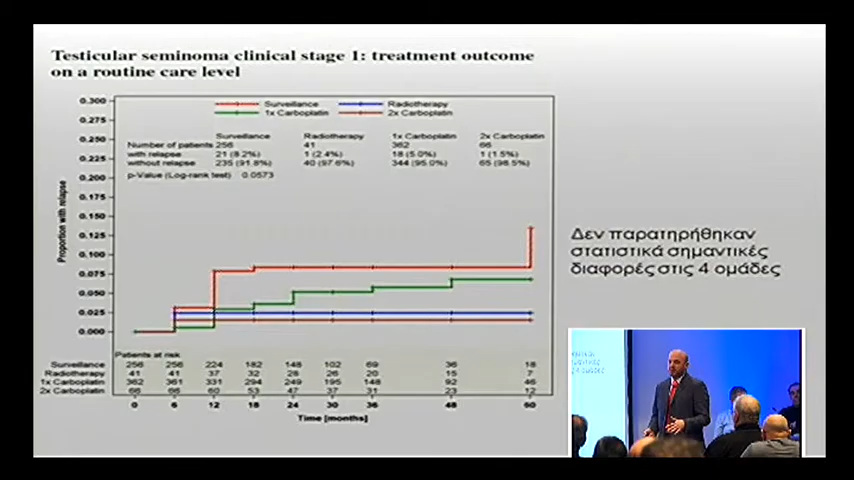 Testicular seminoma clinical stage 1: treatment outcome
on a routine care level
Surveillance Radiotherapy
1x Carboplatin 2x Carboplatin
Surveillance Radiotherapy 1x Carboplatin 2x Carboplatin
Number of patients 256 41 362 66
with relapse 21 (8.2%) 1 (2.4%) 18 (5.0%) 1 (1.5%)
without relapse 235 (91.8%) 40 (97.6%) 344 (95.0%) 65 (98.5%)
p-Value (Log-rank test) 0.0573
Proportion with relapse
0.300
0.275
0.250
0.225
0.200
0.175
0.150
0.125
0.100
0.075
0.050
0.025
0.000
Patients at risk
Surveillance 256 256 224 182 148 102 69 36 18
Radiotherapy 41 41 37 32 28 26 20 15 7
1x Carboplatin 362 361 331 294 249 195 148 92 46
2x Carboplatin 66 66 60 53 47 37 31 23 12
0 6 12 18 24 30 36 48 60
Time [months]
Δεν παρατηρήθηκαν
στατιστικά σημαντικές
διαφορές στις 4 ομάδες